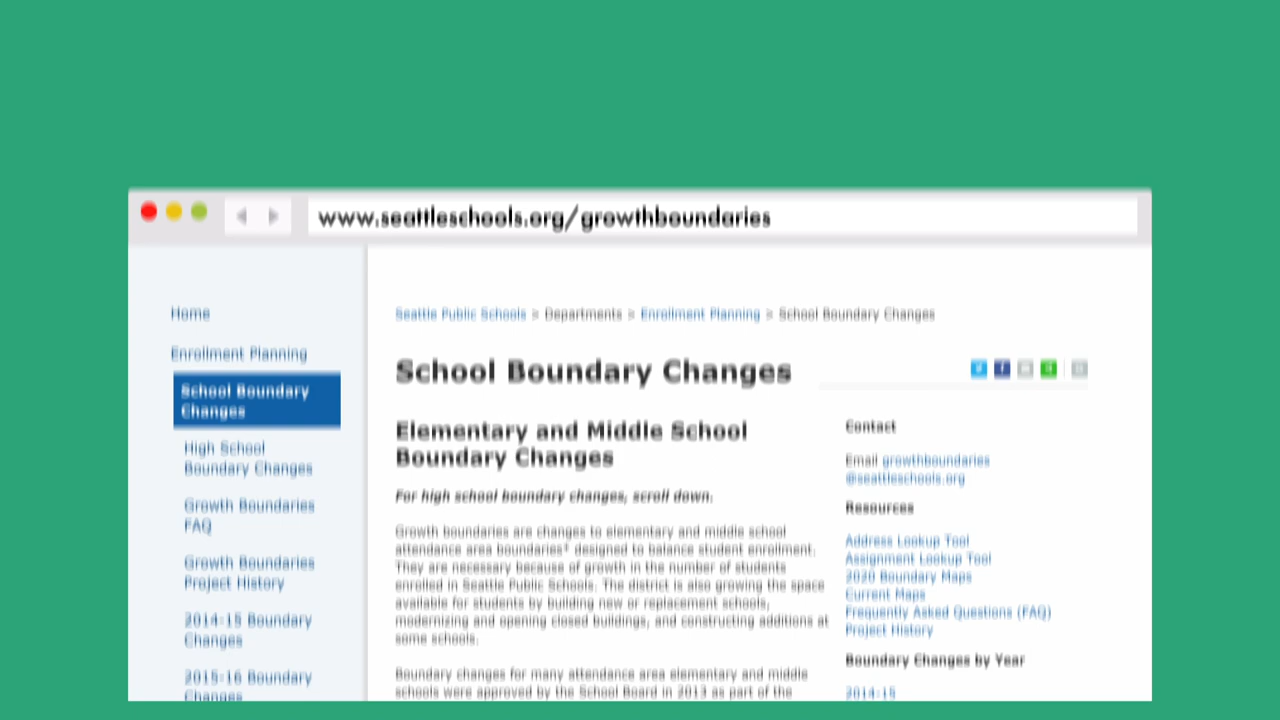 www.seattleschools.org/growthboundaries
Home
Enrollment Planning
School Boundary
Changes
High School
Boundary Changes
Growth Boundaries
FAQ
Growth Boundaries
Project History
2014-15 Boundary
Changes
2015-16 Boundary
Changes
Seattle Public Schools > Departments > Enrollment Planning > School Boundary Changes
School Boundary Changes
Elementary and Middle School
Boundary Changes
For high school boundary changes, scroll down.
Growth boundaries are changes to elementary and middle school
attendance area boundaries* designed to balance student enrollment.
They are necessary because of growth in the number of students
enrolled in Seattle Public Schools. The district is also growing the space
available for students by building new or replacement schools,
modernizing and opening closed buildings, and constructing additions at
some schools.
Boundary changes for many attendance area elementary and middle
schools were approved by the School Board in 2013 as part of the
Contact
Email growthboundaries
@seattleschools.org
Resources
Address Lookup Tool
Assignment Lookup Tool
2020 Boundary Maps
Current Maps
Frequently Asked Questions (FAQ)
Project History
Boundary Changes by Year
2014-15